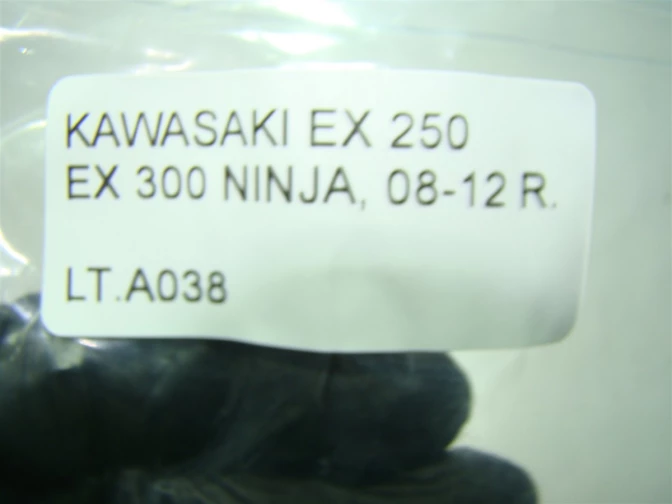 KAWASAKI EX 250
EX 300 NINJA, 08-12 R.
LT.A038